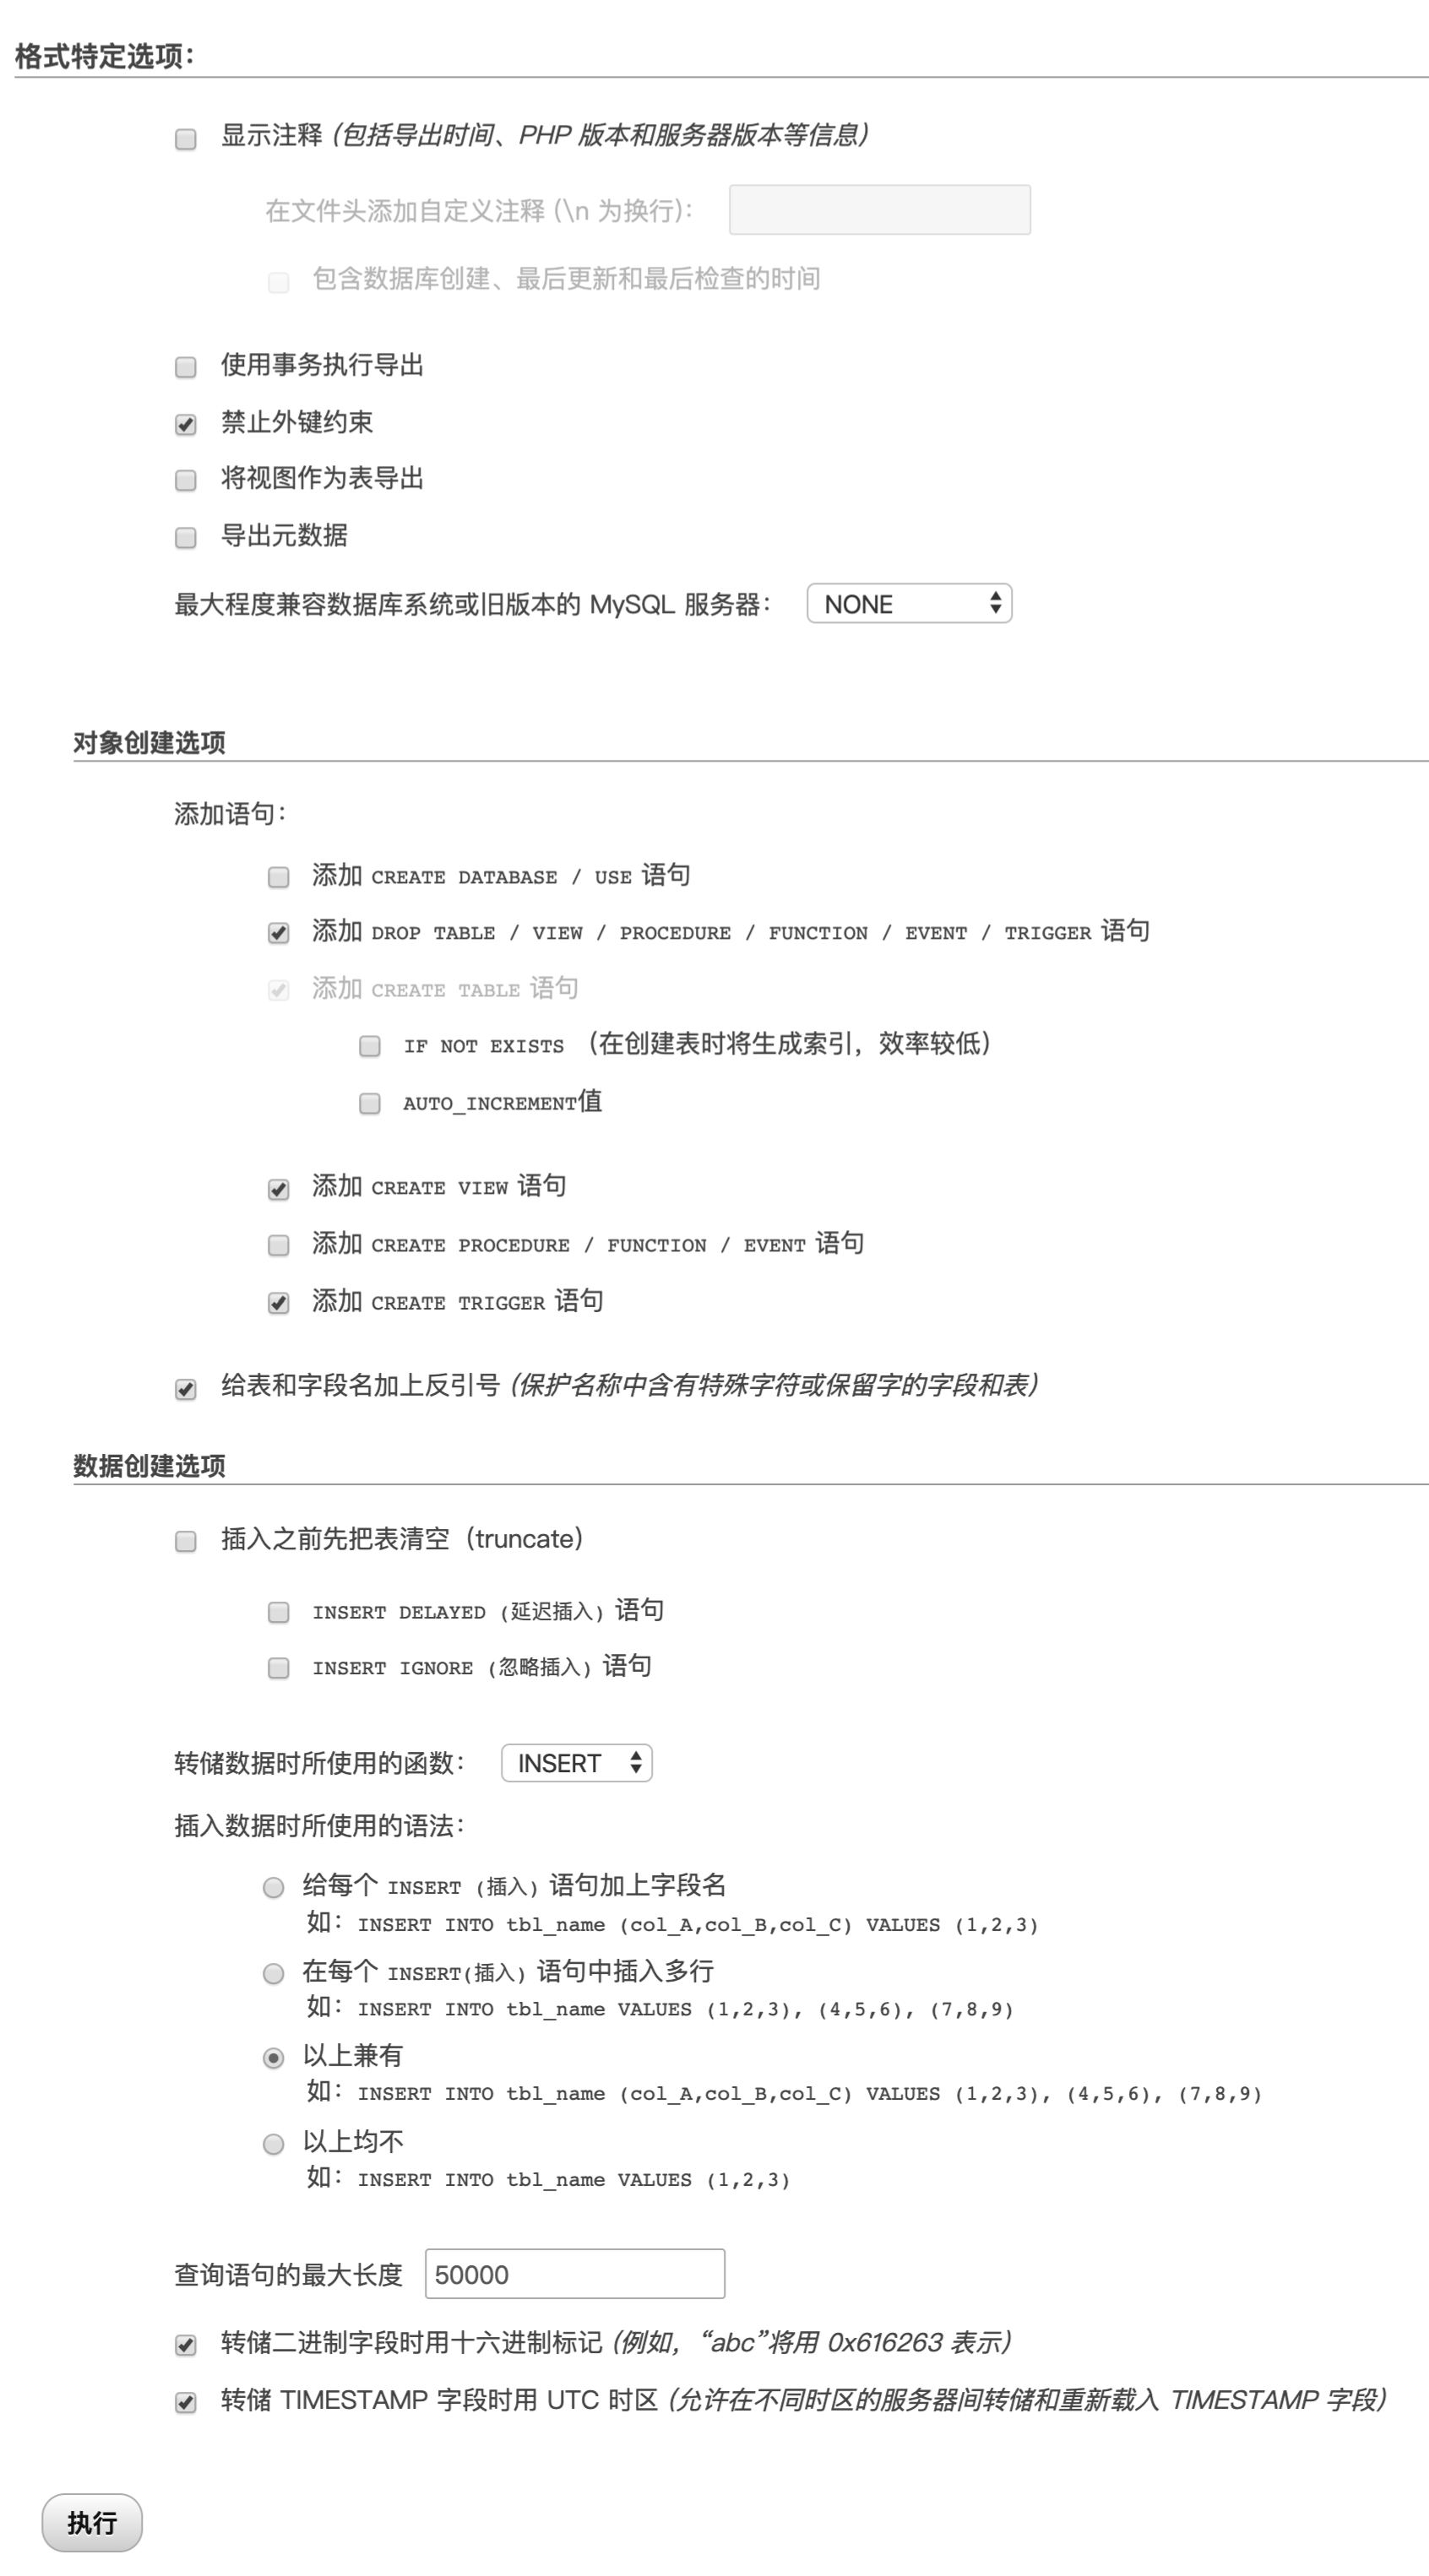 格式特定选项：
显示注释 (包括导出时间、PHP 版本和服务器版本等信息)
在文件头添加自定义注释 (\n 为换行)：
包含数据库创建、最后更新和最后检查的时间
使用事务执行导出
禁止外键约束
将视图作为表导出
导出元数据
最大程度兼容数据库系统或旧版本的 MySQL 服务器： NONE
对象创建选项
添加语句：
添加 CREATE DATABASE / USE 语句
添加 DROP TABLE / VIEW / PROCEDURE / FUNCTION / EVENT / TRIGGER 语句
添加 CREATE TABLE 语句
IF NOT EXISTS （在创建表时将生成索引，效率较低）
AUTO_INCREMENT值
添加 CREATE VIEW 语句
添加 CREATE PROCEDURE / FUNCTION / EVENT 语句
添加 CREATE TRIGGER 语句
给表和字段名加上反引号 (保护名称中含有特殊字符或保留字的字段和表)
数据创建选项
插入之前先把表清空（truncate）
INSERT DELAYED (延迟插入) 语句
INSERT IGNORE (忽略插入) 语句
转储数据时所使用的函数： INSERT
插入数据时所使用的语法：
给每个 INSERT (插入) 语句加上字段名
如： INSERT INTO tbl_name (col_A,col_B,col_C) VALUES (1,2,3)
在每个 INSERT(插入) 语句中插入多行
如： INSERT INTO tbl_name VALUES (1,2,3), (4,5,6), (7,8,9)
以上兼有
如： INSERT INTO tbl_name (col_A,col_B,col_C) VALUES (1,2,3), (4,5,6), (7,8,9)
以上均不
如： INSERT INTO tbl_name VALUES (1,2,3)
查询语句的最大长度 50000
转储二进制字段时用十六进制标记 (例如，“abc”将用 0x616263 表示)
转储 TIMESTAMP 字段时用 UTC 时区 (允许在不同时区的服务器间转储和重新载入 TIMESTAMP 字段)
执行